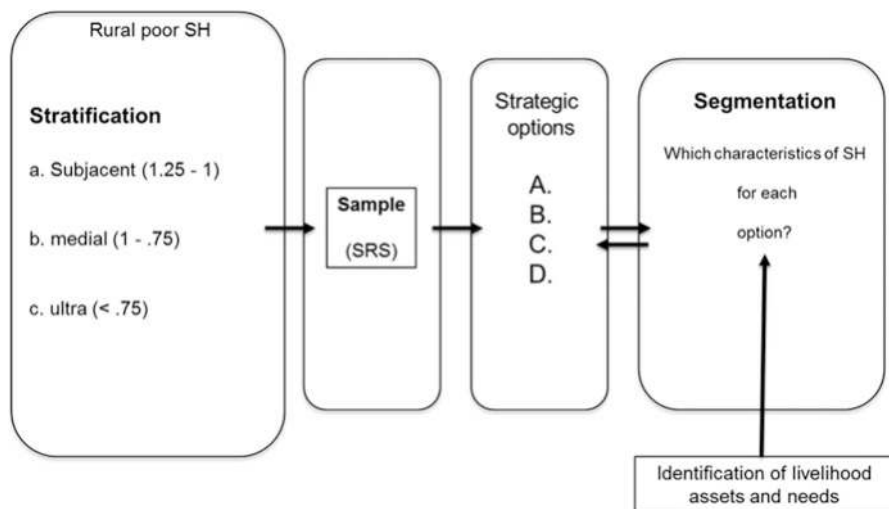 Rural poor SH
Stratification
a. Subjacent (1.25 - 1)
b. medial (1 - .75)
c. ultra (< .75)
Sample
(SRS)
Strategic
options
A.
B.
C.
D.
Segmentation
Which characteristics of SH
for each
option?
Identification of livelihood
assets and needs